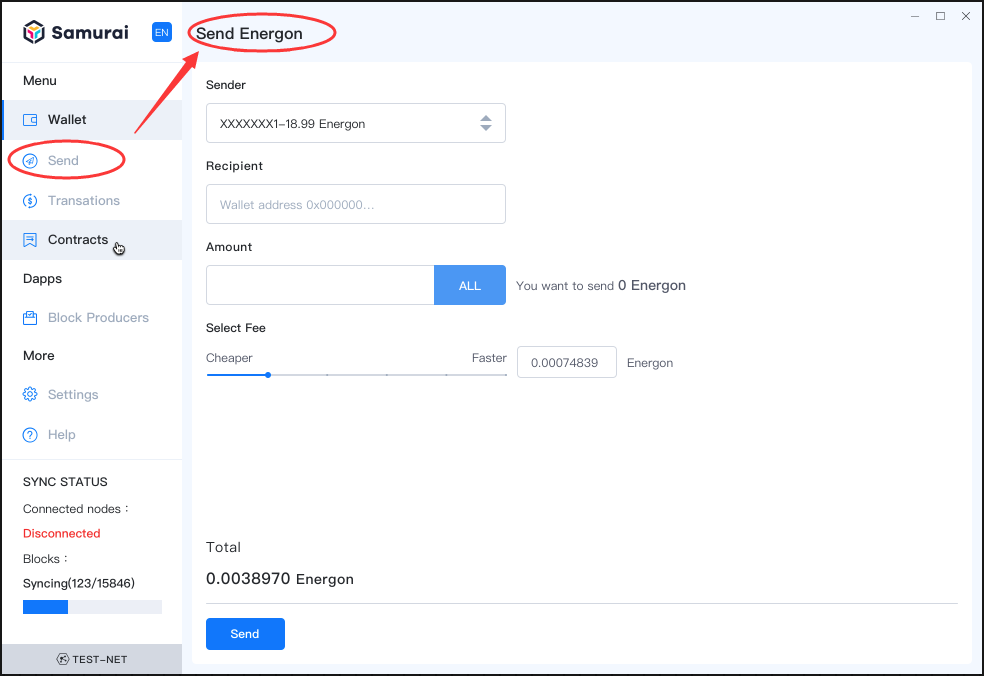 Samurai
EN
Send Energon
Menu
Wallet
Send
Transations
Contracts
Dapps
Block Producers
More
Settings
Help
SYNC STATUS
Connected nodes :
Disconnected
Blocks :
Syncing(123/15846)
TEST-NET
Sender
XXXXXXX1-18.99 Energon
Recipient
Wallet address 0x000000...
Amount
ALL You want to send 0 Energon
Select Fee
Cheaper Faster 0.00074839 Energon
Total
0.0038970 Energon
Send